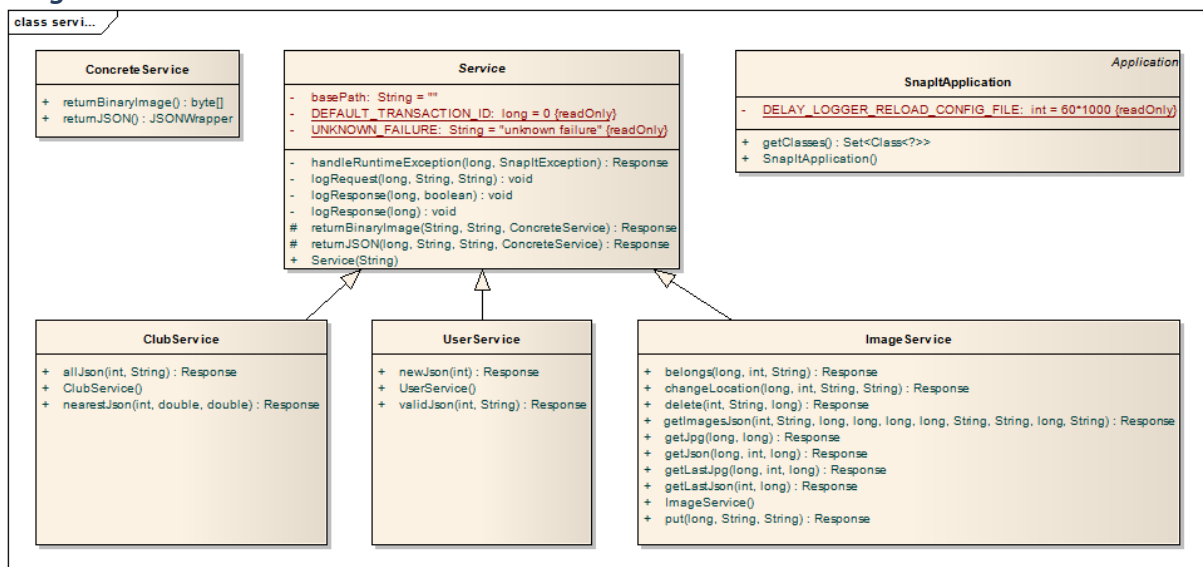 class servi...
ConcreteService
+ returnBinaryImage() : byte[]
+ returnJSON() : JSONWrapper
Service
- basePath: String = ""
- DEFAULT_TRANSACTION_ID: long = 0 {readOnly}
- UNKNOWN_FAILURE: String = "unknown failure" {readOnly}
- handleRuntimeException(long, SnapItException) : Response
- logRequest(long, String, String) : void
- logResponse(long, boolean) : void
- logResponse(long) : void
# returnBinaryImage(String, String, ConcreteService) : Response
# returnJSON(long, String, String, ConcreteService) : Response
+ Service(String)
Application
SnapItApplication
- DELAY_LOGGER_RELOAD_CONFIG_FILE: int = 60*1000 {readOnly}
+ getClasses() : Set<Class<?>>
+ SnapItApplication()
ClubService
+ allJson(int, String) : Response
+ ClubService()
+ nearestJson(int, double, double) : Response
UserService
+ newJson(int) : Response
+ UserService()
+ validJson(int, String) : Response
ImageService
+ belongs(long, int, String) : Response
+ changeLocation(long, int, String, String) : Response
+ delete(int, String, long) : Response
+ getImagesJson(int, String, long, long, long, long, String, String, long, String) : Response
+ getJpg(long, long) : Response
+ getJson(long, int, long) : Response
+ getLastJpg(long, int, long) : Response
+ getLastJson(int, long) : Response
+ ImageService()
+ put(long, String, String) : Response